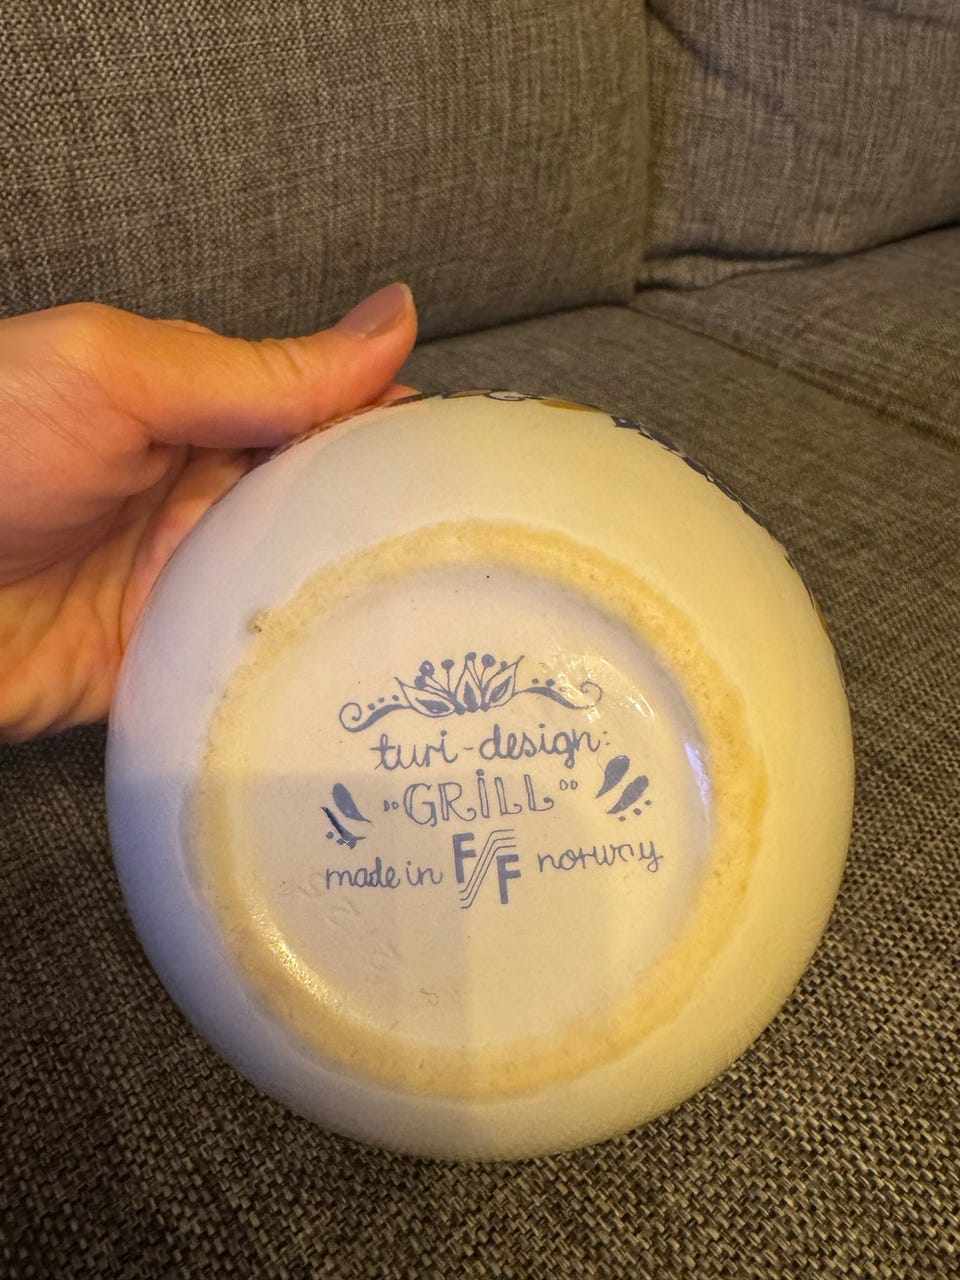 turi-design:
"GRILL"
made in F/F norway